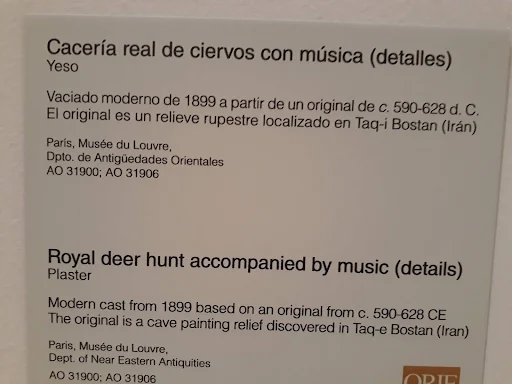 Cacería real de ciervos con música (detalles)
Yeso
Vaciado moderno de 1899 a partir de un original de c. 590-628 d. C.
El original es un relieve rupestre localizado en Taq-i Bostan (Irán)
París, Musée du Louvre,
Dpto. de Antigüedades Orientales
AO 31900; AO 31906
Royal deer hunt accompanied by music (details)
Plaster
Modern cast from 1899 based on an original from c. 590-628 CE
The original is a cave painting relief discovered in Taq-e Bostan (Iran)
Paris, Musée du Louvre,
Dept. of Near Eastern Antiquities
AO 31900; AO 31906